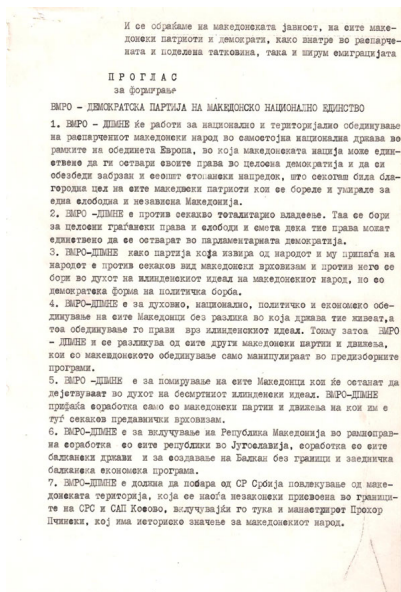 И се обраќаме на македонската јавност, на сите маке-
донски патриоти и демократи, како внатре во распарче-
ната и поделена татковина, така и ширум емиграцијата
ПРОГЛАС
за формирање
ВМРО - ДЕМОКРАТСКА ПАРТИЈА НА МАКЕДОНСКО НАЦИОНАЛНО ЕДИНСТВО
1. ВМРО - ДПМНЕ ќе работи за национално и територијално обединување
на распарчениот македонски народ во самостојна национална држава во
рамките на обединета Европа, во која македонската нација може един-
ствено да ги оствари своите права во целосна демократија и да си
обезбеди забрзан и сеопшт стопански напредок, што секогаш била бла-
городна цел на сите македвски патриоти кои се бореле и умирале за
една слободна и независна Македонија.
2. ВМРО -ДПМНЕ е против секакво тоталитарно владеење. Таа се бори
за целосни граѓански права и слободи и смета дека тие права можат
единствено да се остварат во парламентарната демократија.
3. ВМРО -ДПМНЕ како партија која извира од народот и му припаѓа на
народот е против секаков вид македонски врховизам и против него се
бори во духот на илинденскиот идеал на македонскиот народ, но со
демократска форма на политичка борба.
4. ВМРО -ДПМНЕ е за духовно, национално, политичко и економско обе-
динување на сите Македонци без разлика во која држава тие живеат,а
тоа обединување го прави врз илинденскиот идеал. Токму затоа ВМРО
- ДПМНЕ и се разликува од сите други македонски партии и движења,
кои со македонското обединување само манипулираат во предизборните
програми.
5. ВМРО -ДПМНЕ е за помирување на сите Македонци кои ќе останат да
дејствуваат во духот на бесмртниот илинденски идеал. ВМРО-ДПМНЕ
прифаќа соработка само со македонски партии и движења на кои им е
туѓ секаков предавнички врховизам.
6. ВМРО-ДПМНЕ е за вклучување на Република Македонија во рамноправ-
на соработка со сите републики во Југославија, соработка со сите
балкански држави и за создавање на Балкан без граници и заедничка
балканска економска програма.
7. ВМРО-ДПМНЕ е должна да побара од СР Србија повлекување од маке-
донската територија, која се наоѓа незаконски присвоена во граници-
те на СРС и САП Косово, вклучувајќи го тука и манастирот Прохор
Пчински, кој има историско значење за македонскиот народ.